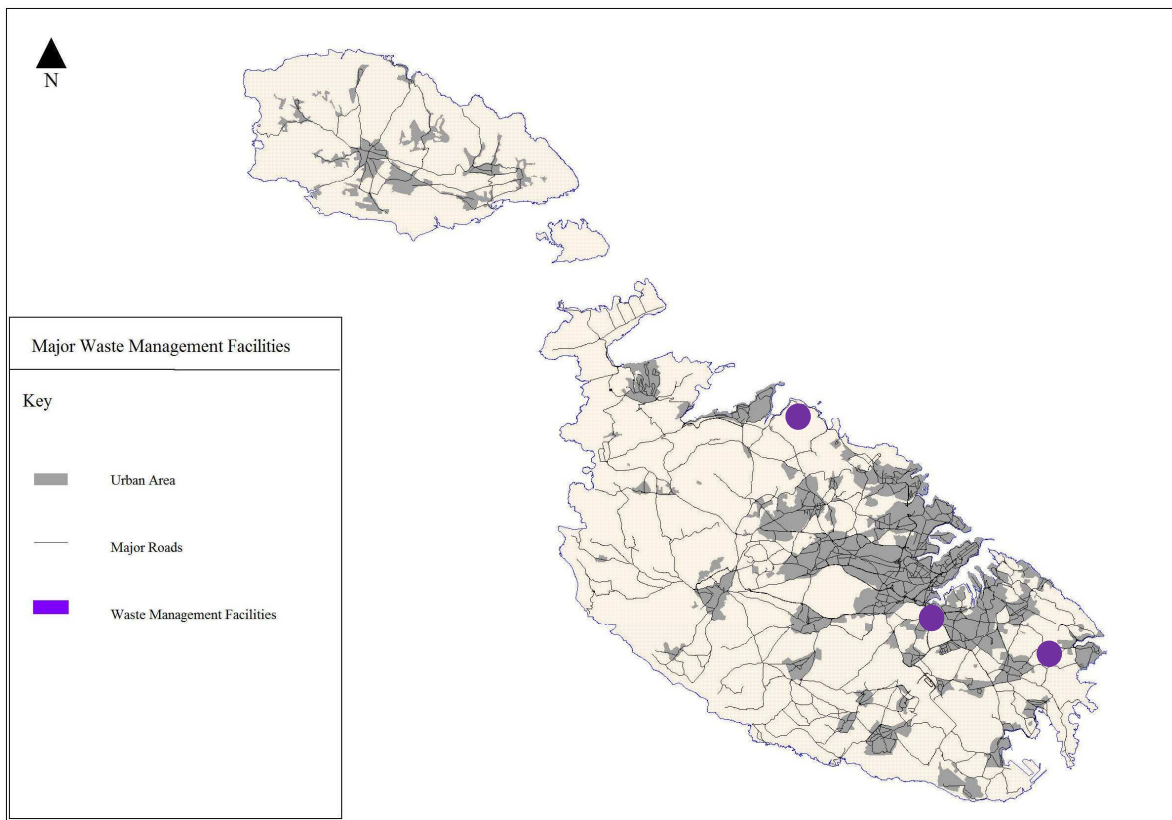 N
Major Waste Management Facilities
Key
Urban Area
Major Roads
Waste Management Facilities